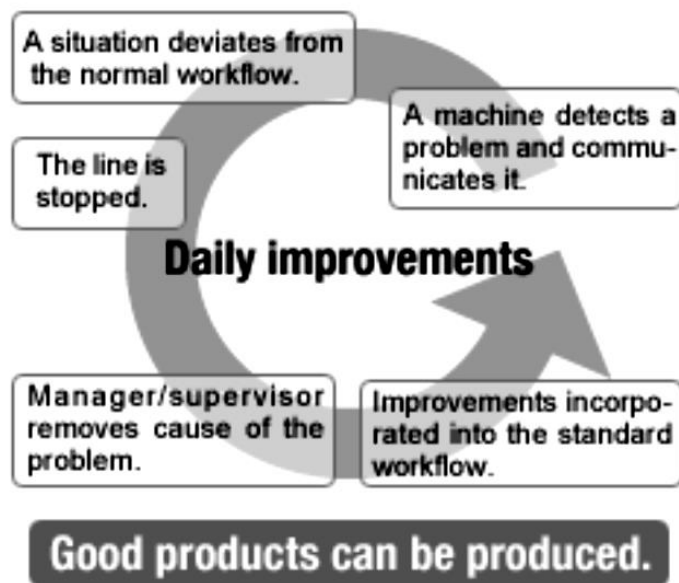 A situation deviates from
the normal workflow.
A machine detects a
problem and commu-
nicates it.
The line is
stopped.
Daily improvements
Manager/supervisor
removes cause of the
problem.
Improvements incorpo-
rated into the standard
workflow.
Good products can be produced.